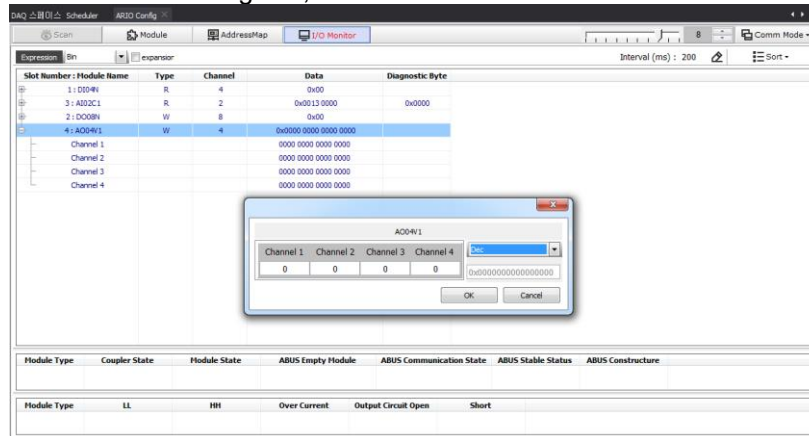 DAQ 스페이스 Scheduler ARIO Config
Scan Module AddressMap I/O Monitor 8 Comm Mode
Expression Bin expansior Interval (ms) : 200 Sort
Slot Number : Module Name Type Channel Data Diagnostic Byte
1 : DI04N R 4 0x00
3 : AI02C1 R 2 0x0013 0000 0x0000
2 : DO08N W 8 0x00
4 : AO04V1 W 4 0x0000 0000 0000 0000
Channel 1 0000 0000 0000 0000
Channel 2 0000 0000 0000 0000
Channel 3 0000 0000 0000 0000
Channel 4 0000 0000 0000 0000
AO04V1
Channel 1 Channel 2 Channel 3 Channel 4 Dec
0 0 0 0 0x0000000000000000
OK Cancel
Module Type Coupler State Module State ABUS Empty Module ABUS Communication State ABUS Stable Status ABUS Constructure
Module Type LL HH Over Current Output Circuit Open Short